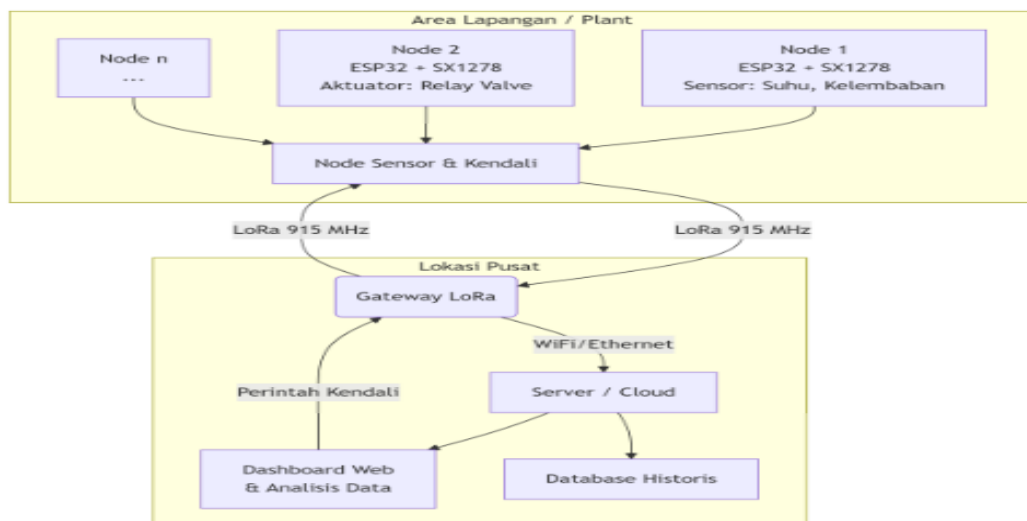 Area Lapangan / Plant
Node n
...
Node 2
ESP32 + SX1278
Aktuator: Relay Valve
Node 1
ESP32 + SX1278
Sensor: Suhu, Kelembaban
Node Sensor & Kendali
LoRa 915 MHz
LoRa 915 MHz
Lokasi Pusat
Gateway LoRa
WiFi/Ethernet
Perintah Kendali
Server / Cloud
Dashboard Web
& Analisis Data
Database Historis